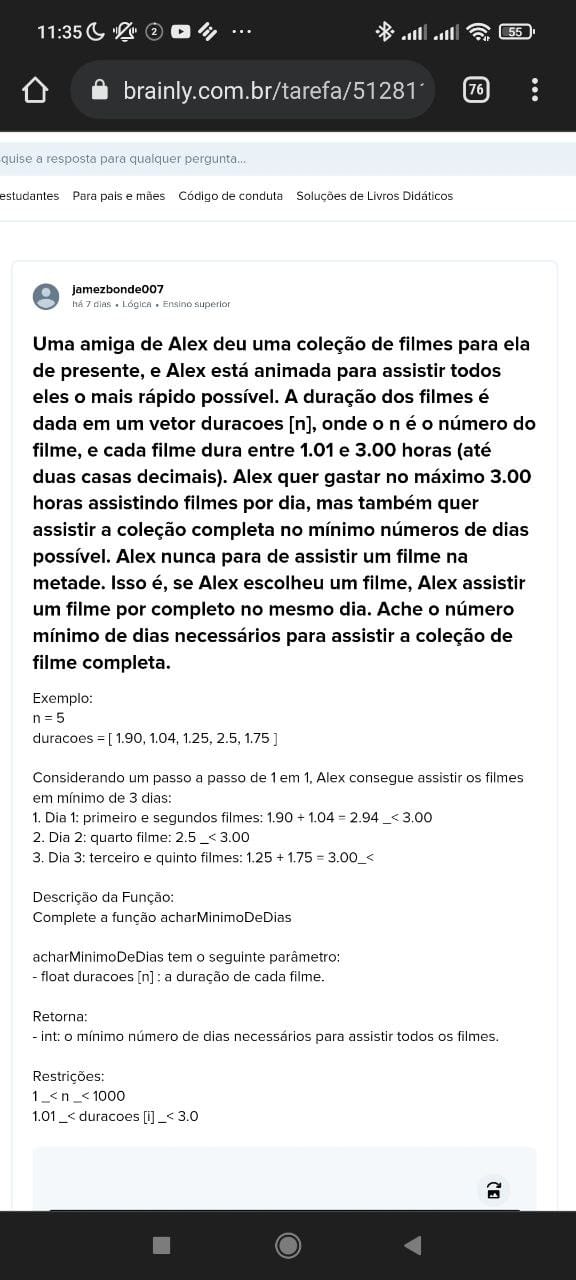 11:35 2 ... 55
brainly.com.br/tarefa/51281 76
quise a resposta para qualquer pergunta...
estudantes Para pais e mães Código de conduta Soluções de Livros Didáticos
jamezbonde007
há 7 dias • Lógica • Ensino superior
Uma amiga de Alex deu uma coleção de filmes para ela
de presente, e Alex está animada para assistir todos
eles o mais rápido possível. A duração dos filmes é
dada em um vetor duracoes [n], onde o n é o número do
filme, e cada filme dura entre 1.01 e 3.00 horas (até
duas casas decimais). Alex quer gastar no máximo 3.00
horas assistindo filmes por dia, mas também quer
assistir a coleção completa no mínimo números de dias
possível. Alex nunca para de assistir um filme na
metade. Isso é, se Alex escolheu um filme, Alex assistir
um filme por completo no mesmo dia. Ache o número
mínimo de dias necessários para assistir a coleção de
filme completa.
Exemplo:
n = 5
duracoes = [ 1.90, 1.04, 1.25, 2.5, 1.75 ]
Considerando um passo a passo de 1 em 1, Alex consegue assistir os filmes
em mínimo de 3 dias:
1. Dia 1: primeiro e segundos filmes: 1.90 + 1.04 = 2.94 _< 3.00
2. Dia 2: quarto filme: 2.5 _< 3.00
3. Dia 3: terceiro e quinto filmes: 1.25 + 1.75 = 3.00_<
Descrição da Função:
Complete a função acharMinimoDeDias
acharMinimoDeDias tem o seguinte parâmetro:
- float duracoes [n] : a duração de cada filme.
Retorna:
- int: o mínimo número de dias necessários para assistir todos os filmes.
Restrições:
1 _< n _< 1000
1.01 _< duracoes [i] _< 3.0